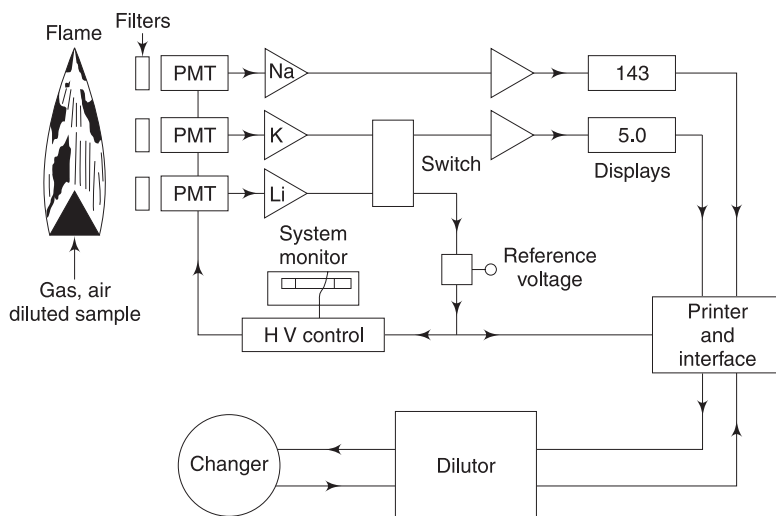 Filters
Flame
PMT
Na
143
PMT
K
5.0
Switch
Displays
PMT
Li
System
monitor
Reference
voltage
Gas, air
diluted sample
H V control
Printer
and
interface
Changer
Dilutor